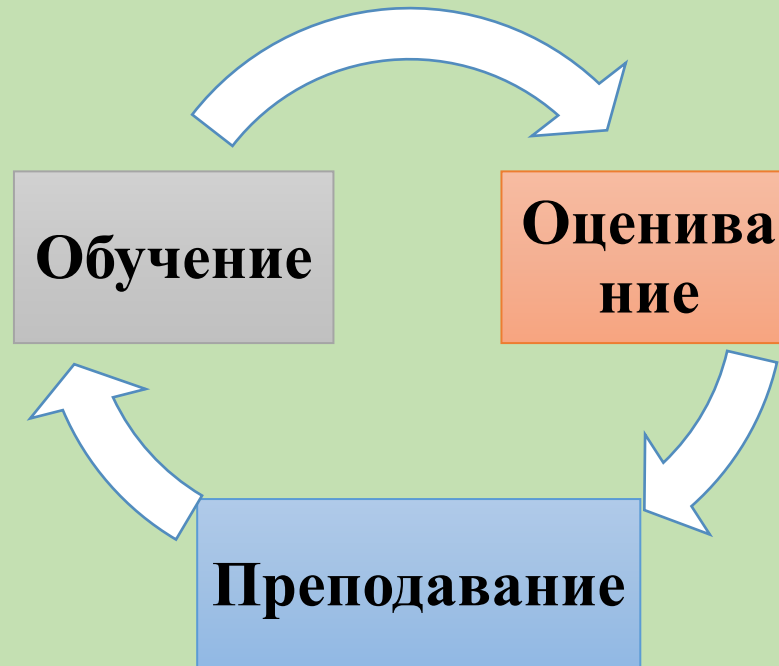 Обучение
Оценива
ние
Преподавание